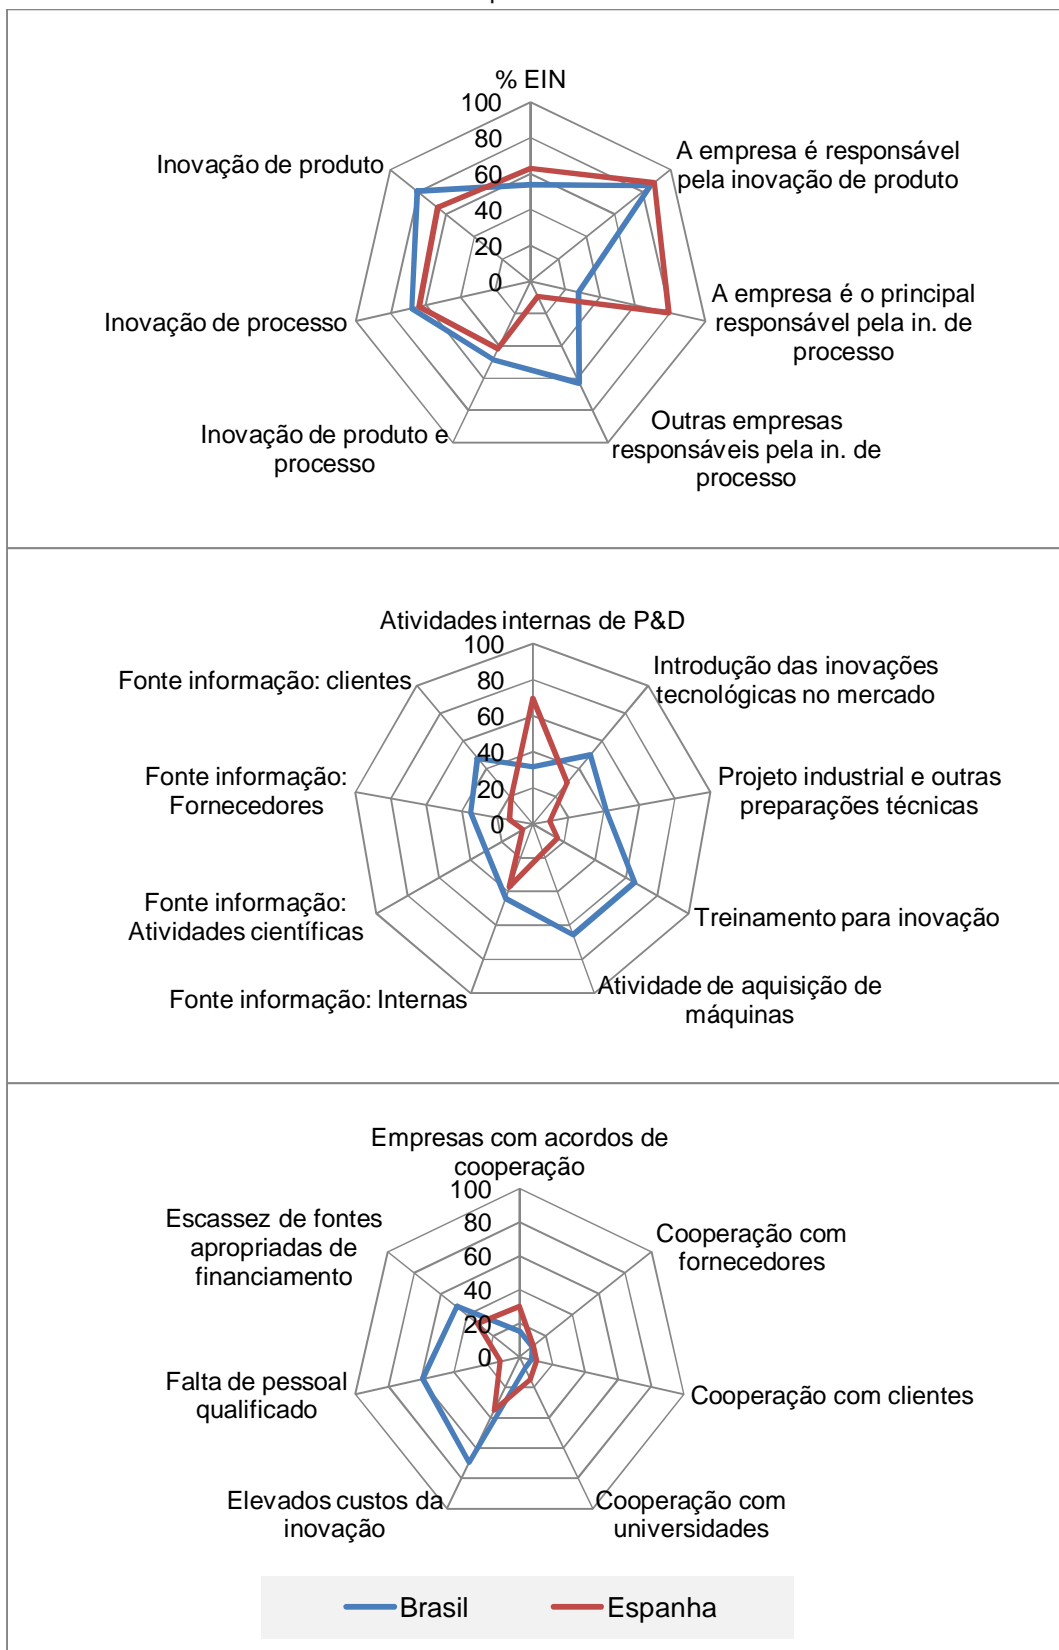 % EIN
100
80
60
40
20
0
A empresa é responsável
pela inovação de produto
A empresa é o principal
responsável pela in. de
processo
Outras empresas
responsáveis pela in. de
processo
Inovação de produto e
processo
Inovação de processo
Inovação de produto
Atividades internas de P&D
100
80
60
40
20
0
Introdução das inovações
tecnológicas no mercado
Projeto industrial e outras
preparações técnicas
Treinamento para inovação
Atividade de aquisição de
máquinas
Fonte informação: Internas
Fonte informação:
Atividades científicas
Fonte informação:
Fornecedores
Fonte informação: clientes
Empresas com acordos de
cooperação
100
80
60
40
20
0
Cooperação com
fornecedores
Cooperação com clientes
Cooperação com
universidades
Elevados custos da
inovação
Falta de pessoal
qualificado
Escassez de fontes
apropriadas de
financiamento
Brasil
Espanha